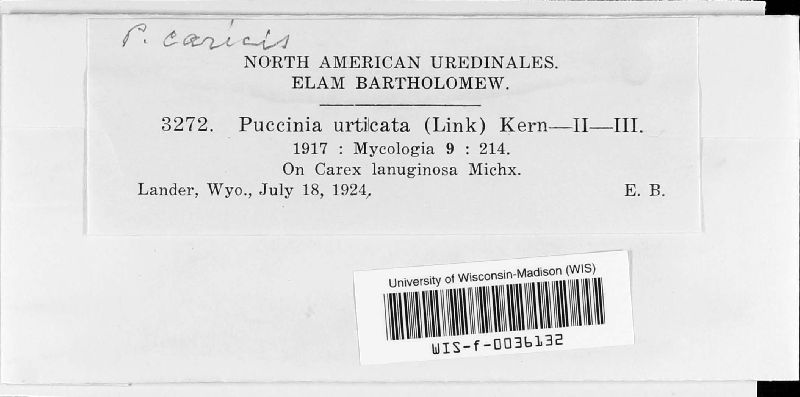 P. caricis
NORTH AMERICAN UREDINALES.
ELAM BARTHOLOMEW.
3272. Puccinia urticata (Link) Kern—II—III.
1917 : Mycologia 9 : 214.
On Carex lanuginosa Michx.
Lander, Wyo., July 18, 1924, E. B.
University of Wisconsin-Madison (WIS)
WIS-f-0036132